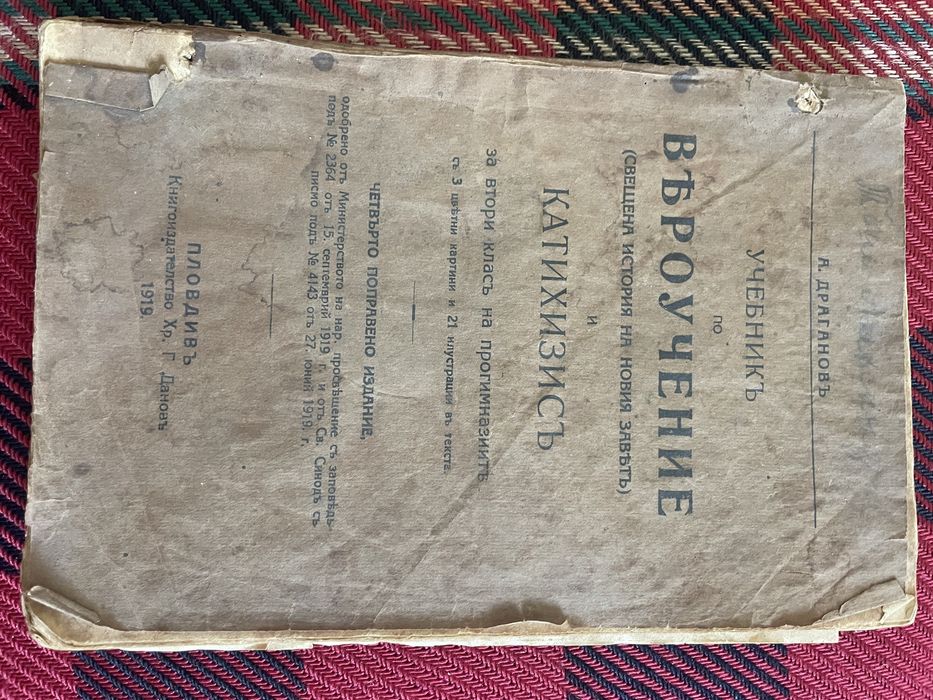 Я. ДРАГАНОВЪ
УЧЕБНИКЪ
ПО
ВѢРОУЧЕНИЕ
(СВЕЩЕНА ИСТОРИЯ НА НОВИЯ ЗАВѢТЪ)
И
КАТИХИЗИСЪ
за втори класъ на протимназиитѣ
съ 3 цвѣтни картини и 21 илустрации въ текста.
ЧЕТВЪРТО ПОПРАВЕНО ИЗДАНИЕ,
одобрено отъ Министерството на нар. просвѣщение съ заповѣдь
подъ № 2364 отъ 15. септемврий 1919 г. и отъ Св. Синодъ съ
писмо подъ № 4143 отъ 27. юний 1919. г.
ПЛОВДИВЪ
Книгоиздателство Хр. Г. Дановъ
1919.